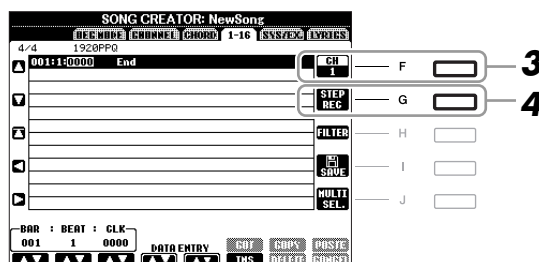 SONG CREATOR: NewSong
REC MODE CHANNEL CHORD 1-16 SYS/EX. LYRICS
4/4 1920PPQ
001:1:0000 End
CH 1 F 3
STEP REC G 4
FILTER H
SAVE I
MULTI SEL. J
BAR : BEAT : CLK
001 1 0000
DATA ENTRY
CUT COPY PASTE
INS DELETE